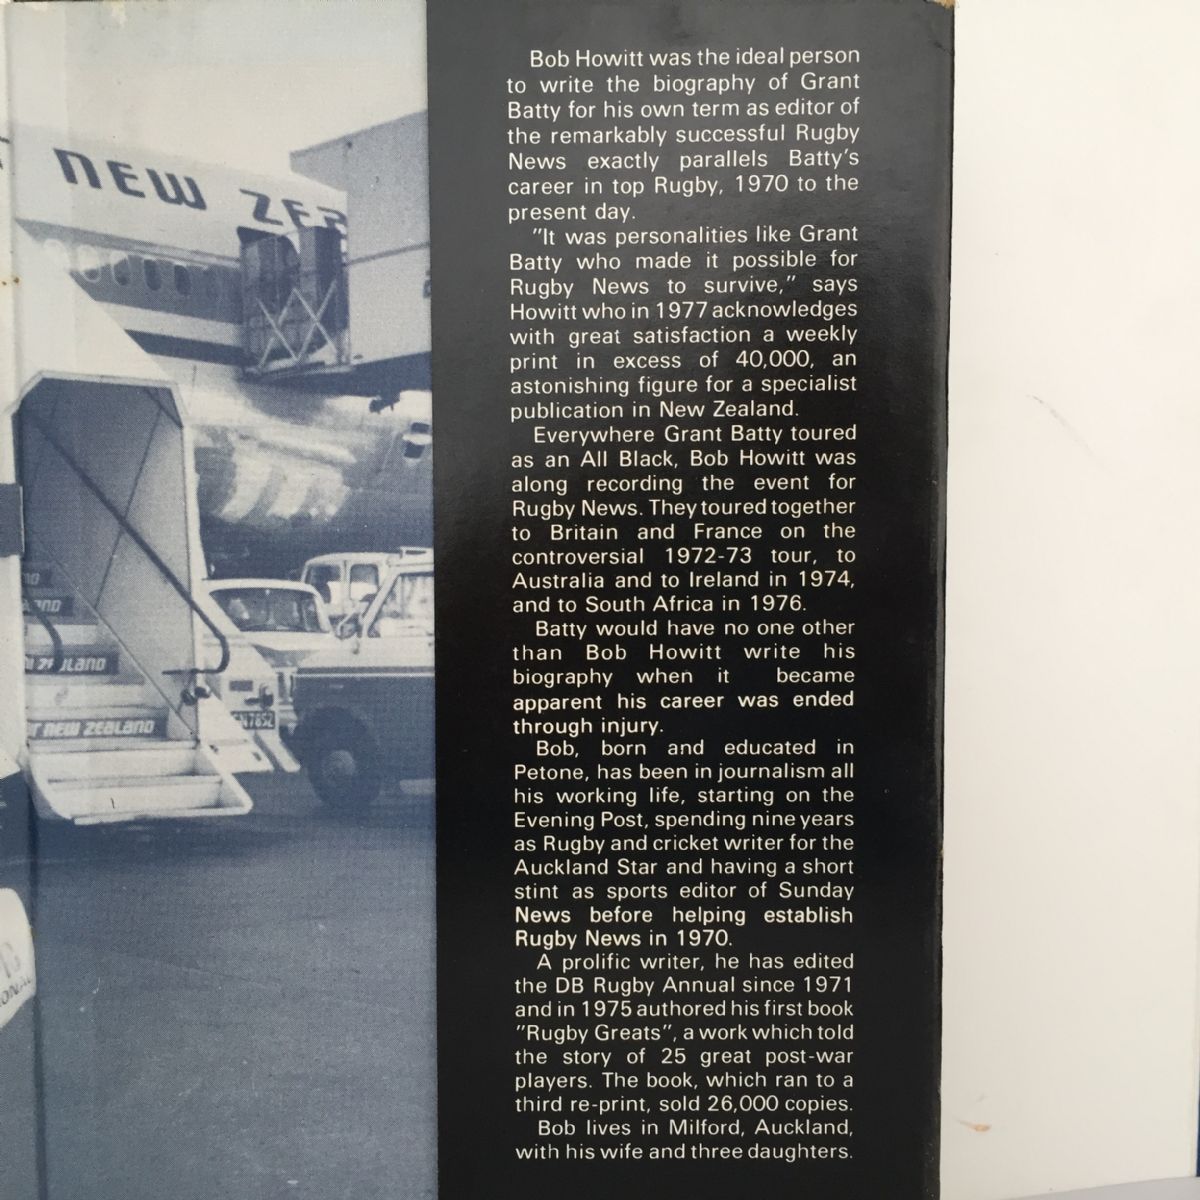 NEW ZEA
NEW ZEALAND
Bob Howitt was the ideal person
to write the biography of Grant
Batty for his own term as editor of
the remarkably successful Rugby
News exactly parallels Batty's
career in top Rugby, 1970 to the
present day.
"It was personalities like Grant
Batty who made it possible for
Rugby News to survive," says
Howitt who in 1977 acknowledges
with great satisfaction a weekly
print in excess of 40,000, an
astonishing figure for a specialist
publication in New Zealand.
Everywhere Grant Batty toured
as an All Black, Bob Howitt was
along recording the event for
Rugby News. They toured together
to Britain and France on the
controversial 1972-73 tour, to
Australia and to Ireland in 1974,
and to South Africa in 1976.
Batty would have no one other
than Bob Howitt write his
biography when it became
apparent his career was ended
through injury.
Bob, born and educated in
Petone, has been in journalism all
his working life, starting on the
Evening Post, spending nine years
as Rugby and cricket writer for the
Auckland Star and having a short
stint as sports editor of Sunday
News before helping establish
Rugby News in 1970.
A prolific writer, he has edited
the DB Rugby Annual since 1971
and in 1975 authored his first book
"Rugby Greats", a work which told
the story of 25 great post-war
players. The book, which ran to a
third re-print, sold 26,000 copies.
Bob lives in Milford, Auckland,
with his wife and three daughters.